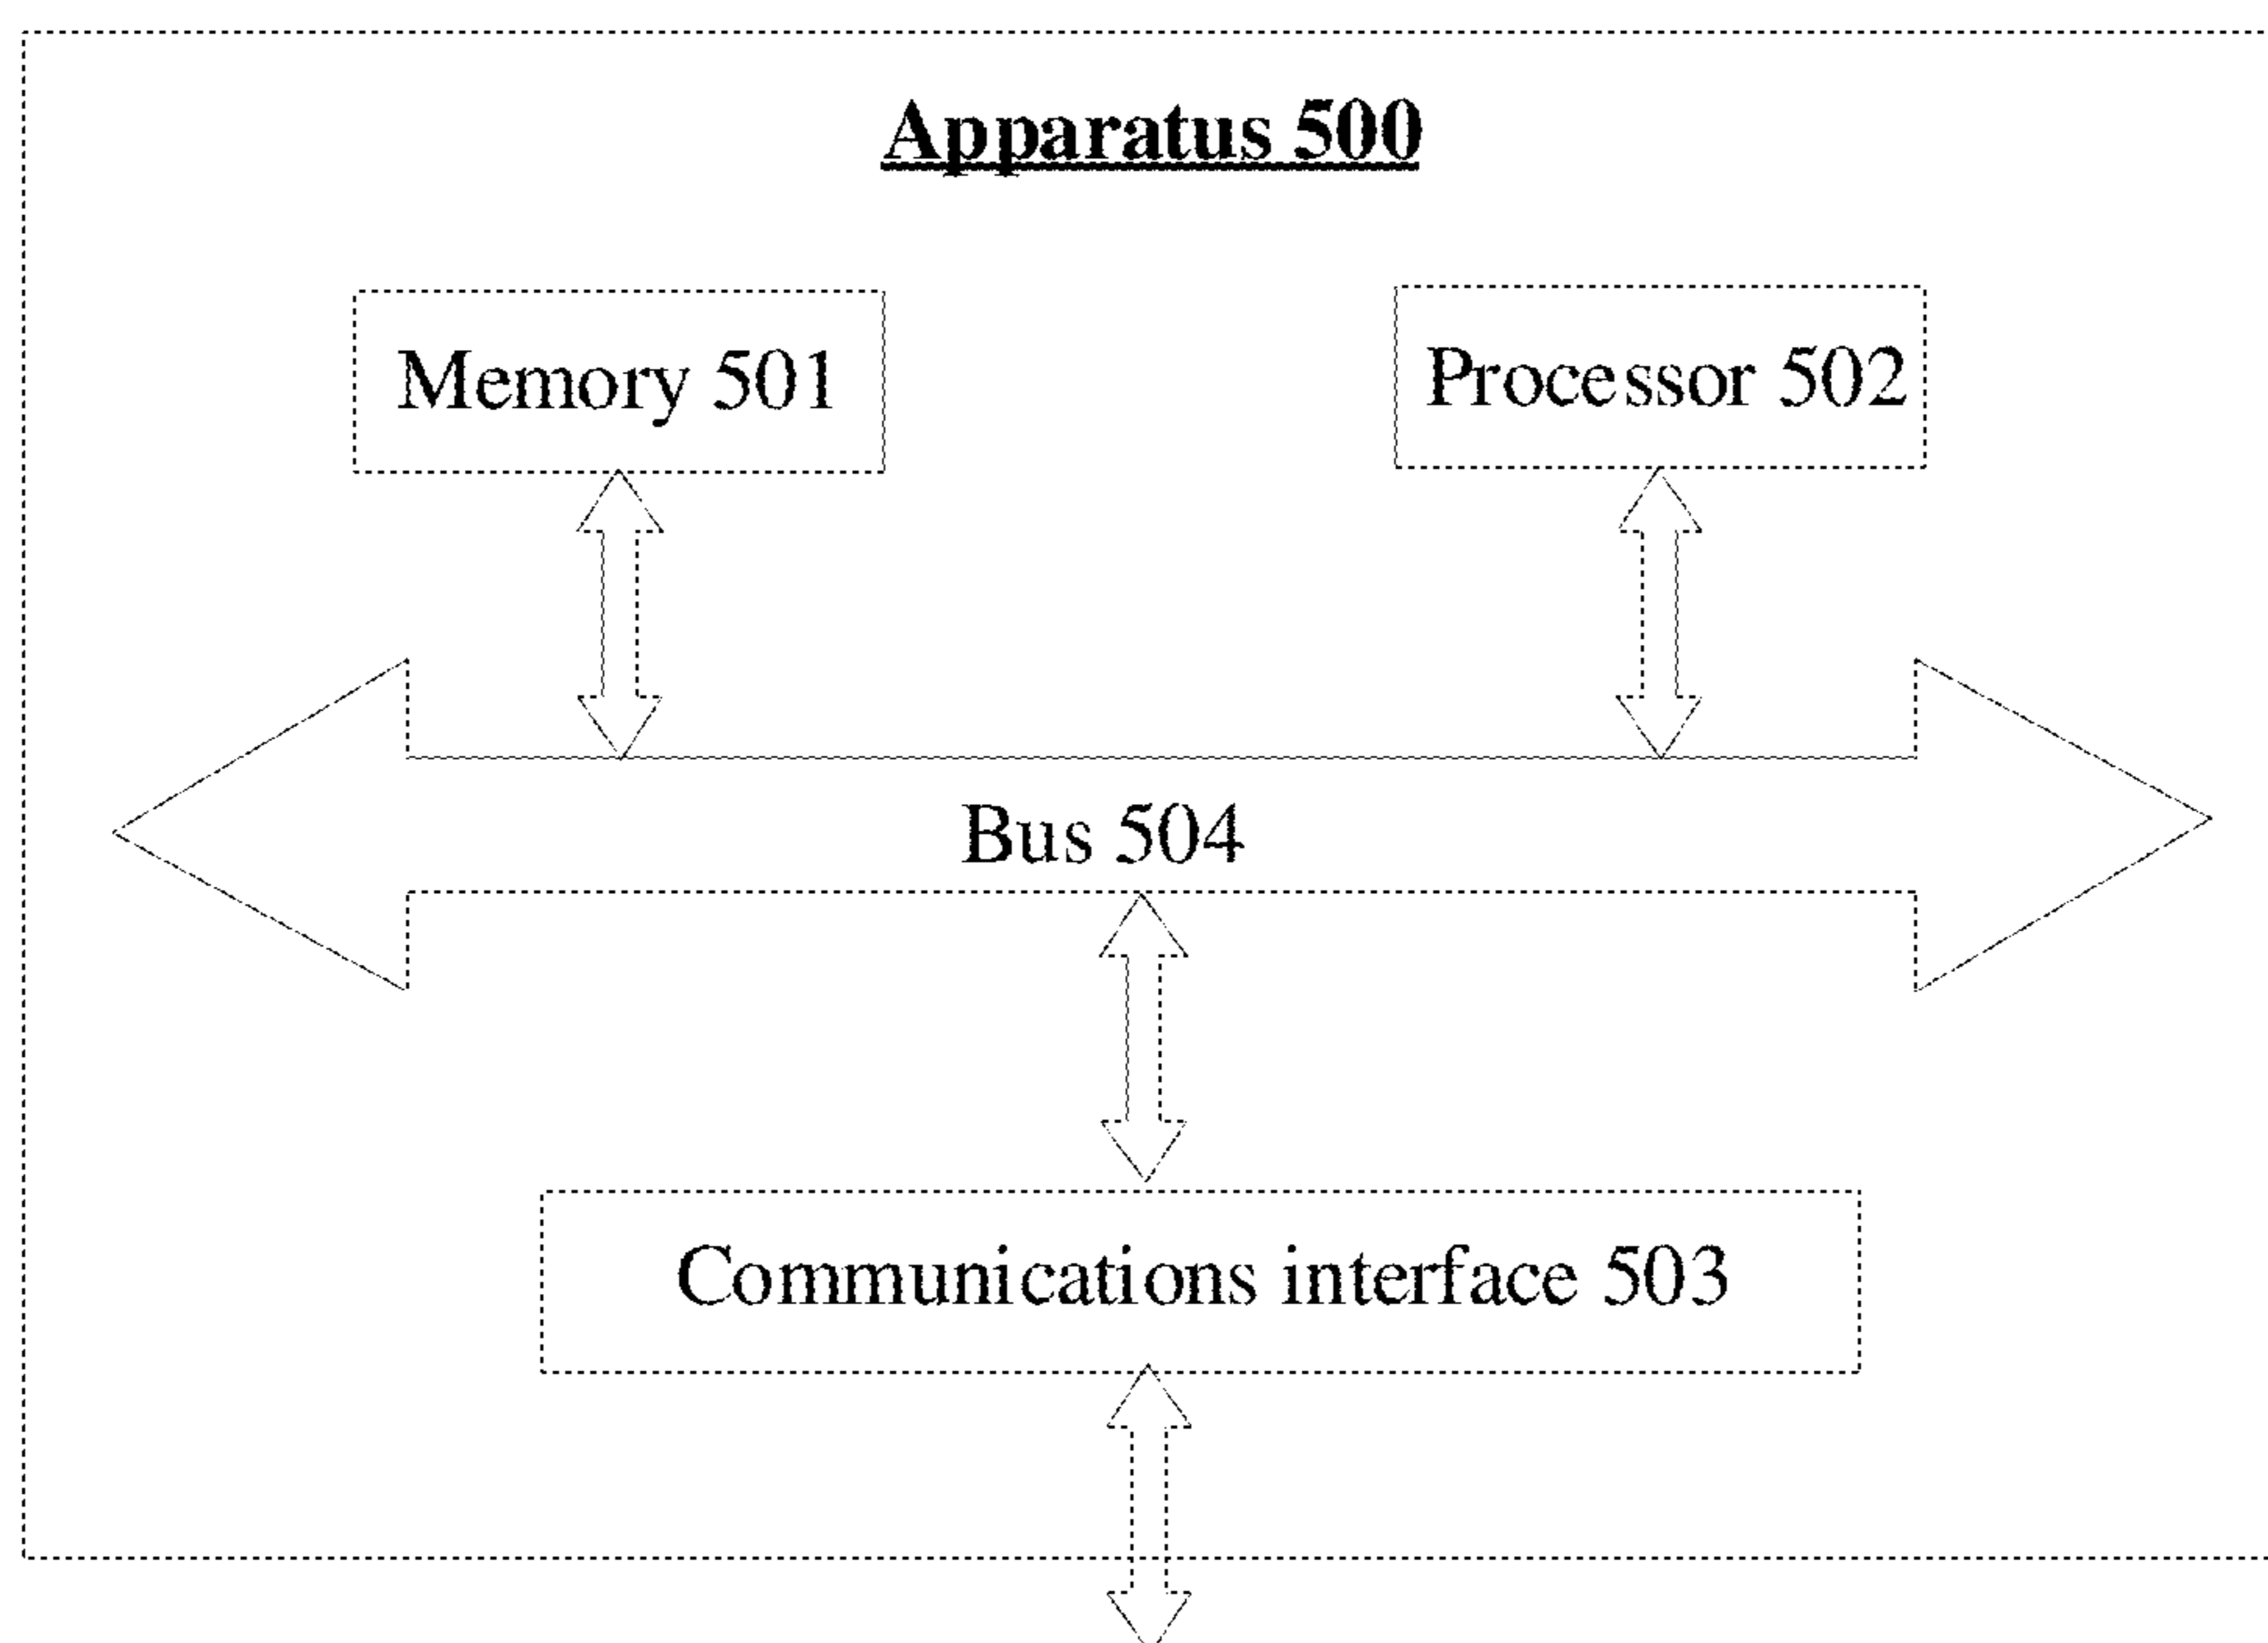 Apparatus 500
Memory 501
Processor 502
Bus 504
Communications interface 503